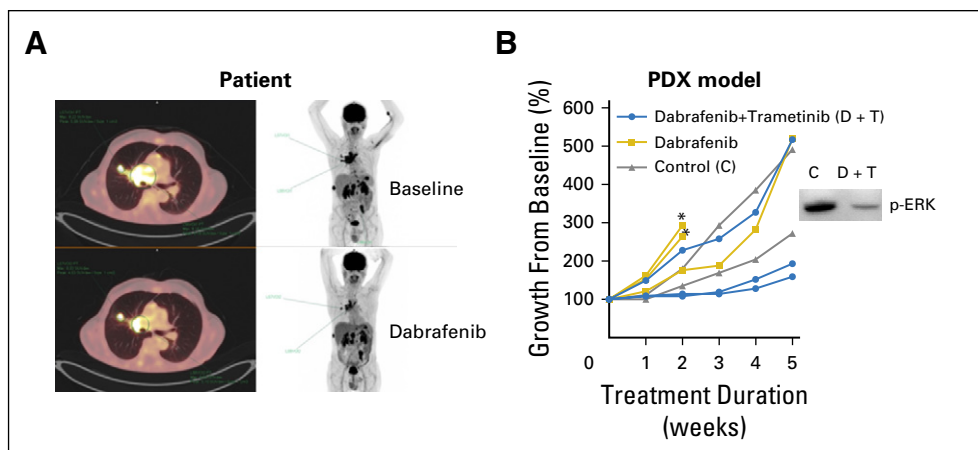 A
Patient
Baseline
Dabrafenib
B
PDX model
Growth From Baseline (%)
600
500
400
300
200
100
0
Dabrafenib+Trametinib (D + T)
Dabrafenib
Control (C)
*
*
C D + T
p-ERK
1 2 3 4 5
Treatment Duration
(weeks)